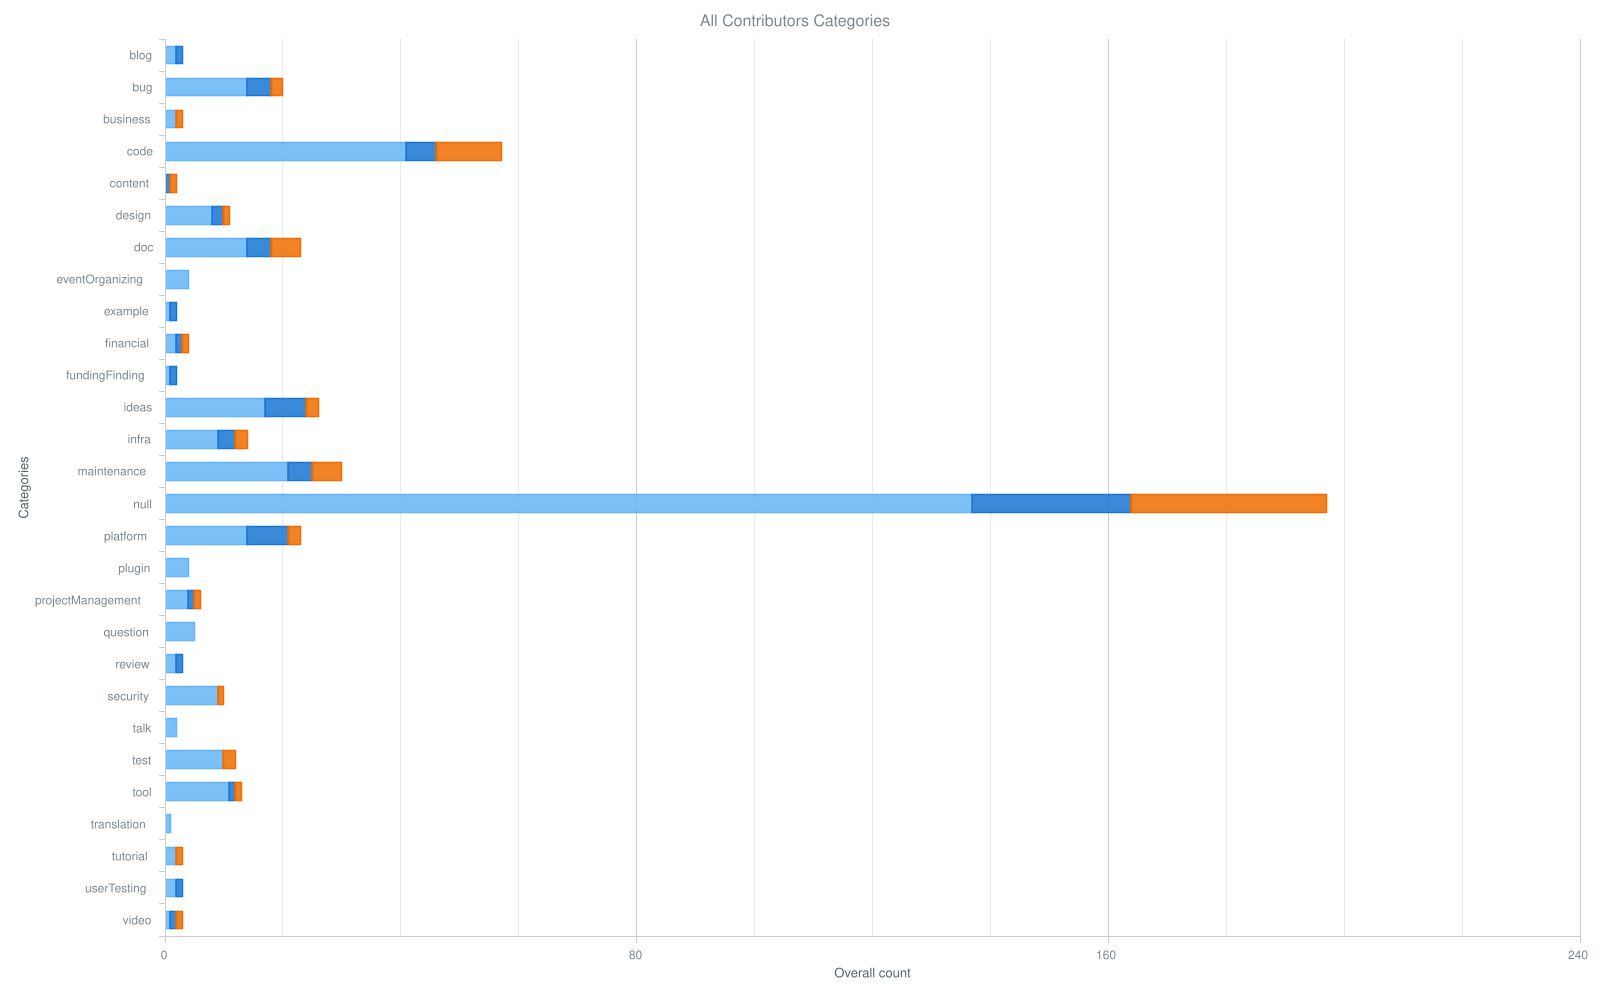 All Contributors Categories
blog
bug
business
code
content
design
doc
eventOrganizing
example
financial
fundingFinding
ideas
infra
maintenance
null
platform
plugin
projectManagement
question
review
security
talk
test
tool
translation
tutorial
userTesting
video
Categories
0 80 160 240
Overall count